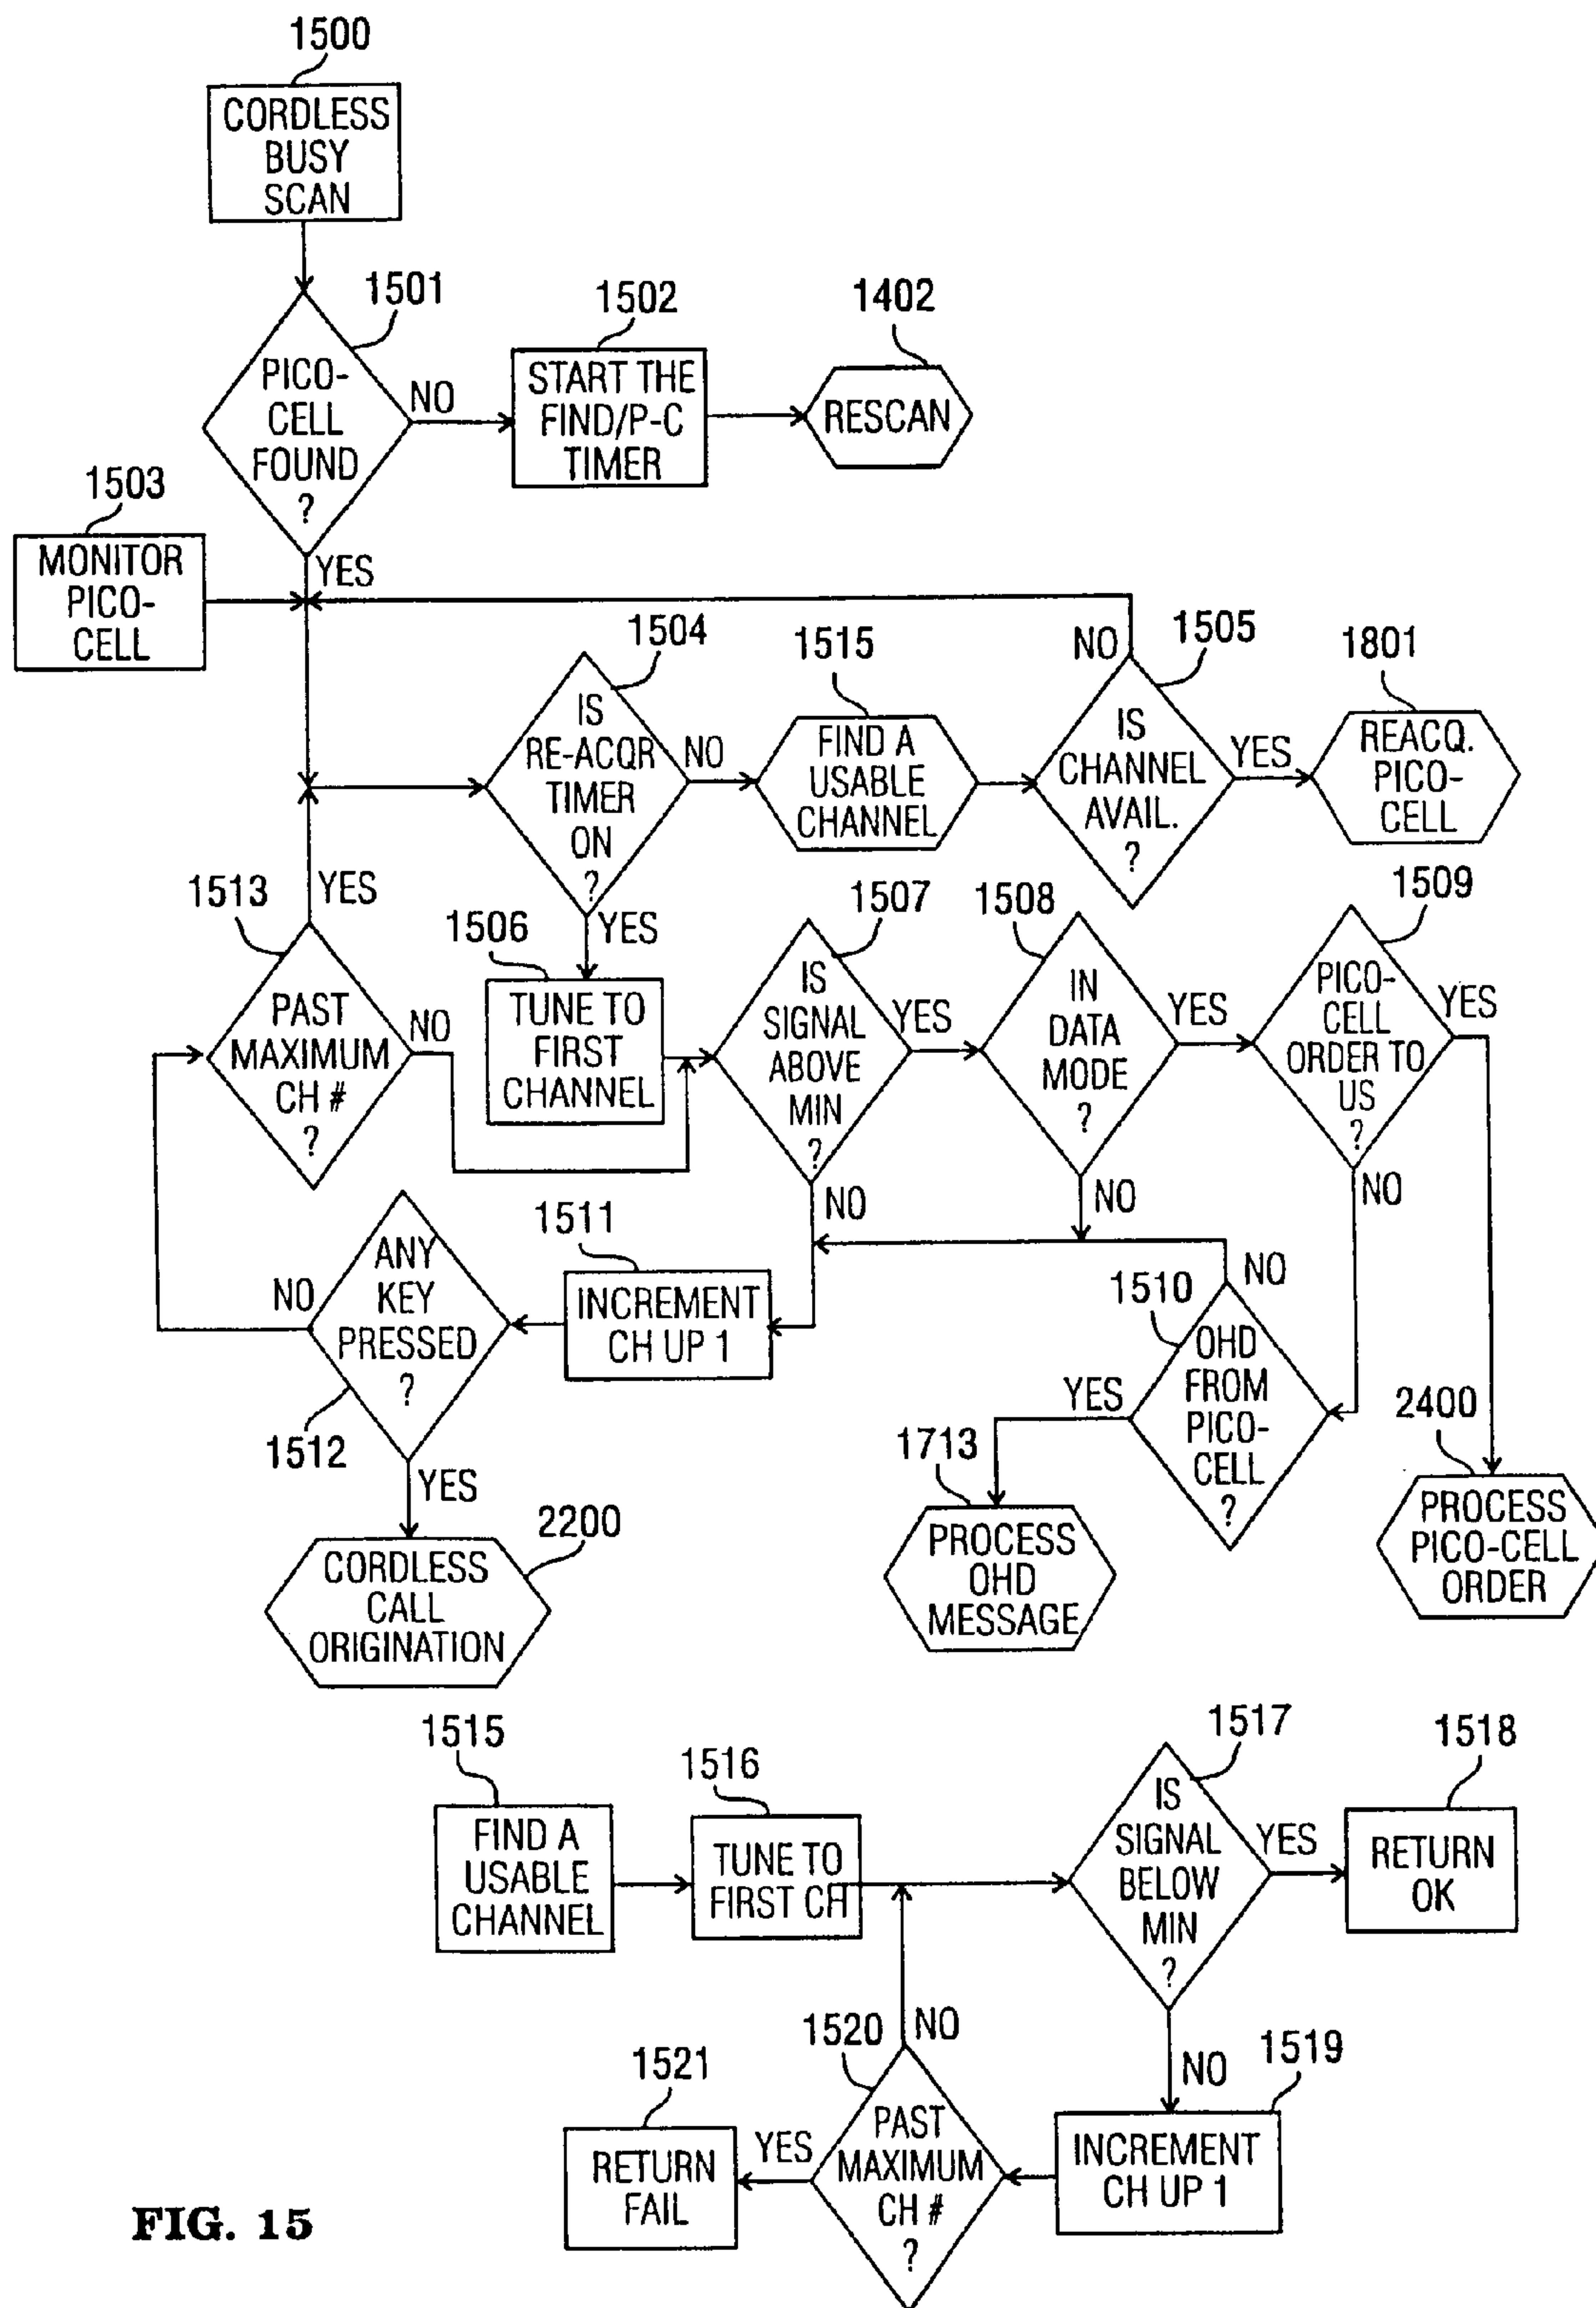 1500
CORDLESS
BUSY
SCAN
1501
PICO-
CELL
FOUND
?
NO
YES
1502
START THE
FIND/P-C
TIMER
1402
RESCAN
1503
MONITOR
PICO-
CELL
1504
IS
RE-ACQR
TIMER
ON
?
NO
YES
1515
FIND A
USABLE
CHANNEL
NO
1505
IS
CHANNEL
AVAIL.
?
YES
1801
REACQ.
PICO-
CELL
1513
YES
PAST
MAXIMUM
CH #
?
NO
1506
TUNE TO
FIRST
CHANNEL
1507
IS
SIGNAL
ABOVE
MIN
?
YES
NO
1508
IN
DATA
MODE
?
YES
NO
1509
PICO-
CELL
ORDER TO
US
?
YES
NO
1512
ANY
KEY
PRESSED
?
NO
YES
1511
INCREMENT
CH UP 1
1510
NO
OHD
FROM
PICO-
CELL
?
YES
1713
PROCESS
OHD
MESSAGE
2400
PROCESS
PICO-CELL
ORDER
2200
CORDLESS
CALL
ORIGINATION
1515
FIND A
USABLE
CHANNEL
1516
TUNE TO
FIRST CH
1517
IS
SIGNAL
BELOW
MIN
?
YES
NO
1518
RETURN
OK
1519
INCREMENT
CH UP 1
1520
NO
PAST
MAXIMUM
CH #
?
YES
1521
RETURN
FAIL
FIG. 15